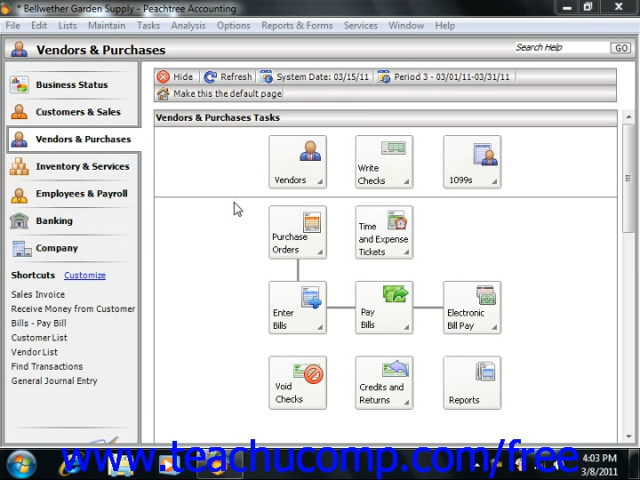 * Bellwether Garden Supply - Peachtree Accounting
File Edit Lists Maintain Tasks Analysis Options Reports & Forms Services Window Help
Vendors & Purchases
Search Help
GO
Business Status
Customers & Sales
Vendors & Purchases
Inventory & Services
Employees & Payroll
Banking
Company
Shortcuts Customize
Sales Invoice
Receive Money from Customer
Bills - Pay Bill
Customer List
Vendor List
Find Transactions
General Journal Entry
Hide Refresh System Date: 03/15/11 Period 3 - 03/01/11-03/31/11
Make this the default page
Vendors & Purchases Tasks
Vendors
Write
Checks
1099s
Purchase
Orders
Time
and Expense
Tickets
Enter
Bills
Pay
Bills
Electronic
Bill Pay
Void
Checks
Credits and
Returns
Reports
www.teachucomp.com/free
4:03 PM
3/8/2011